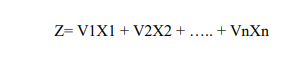 Z= V1X1 + V2X2 + ….. + VnXn